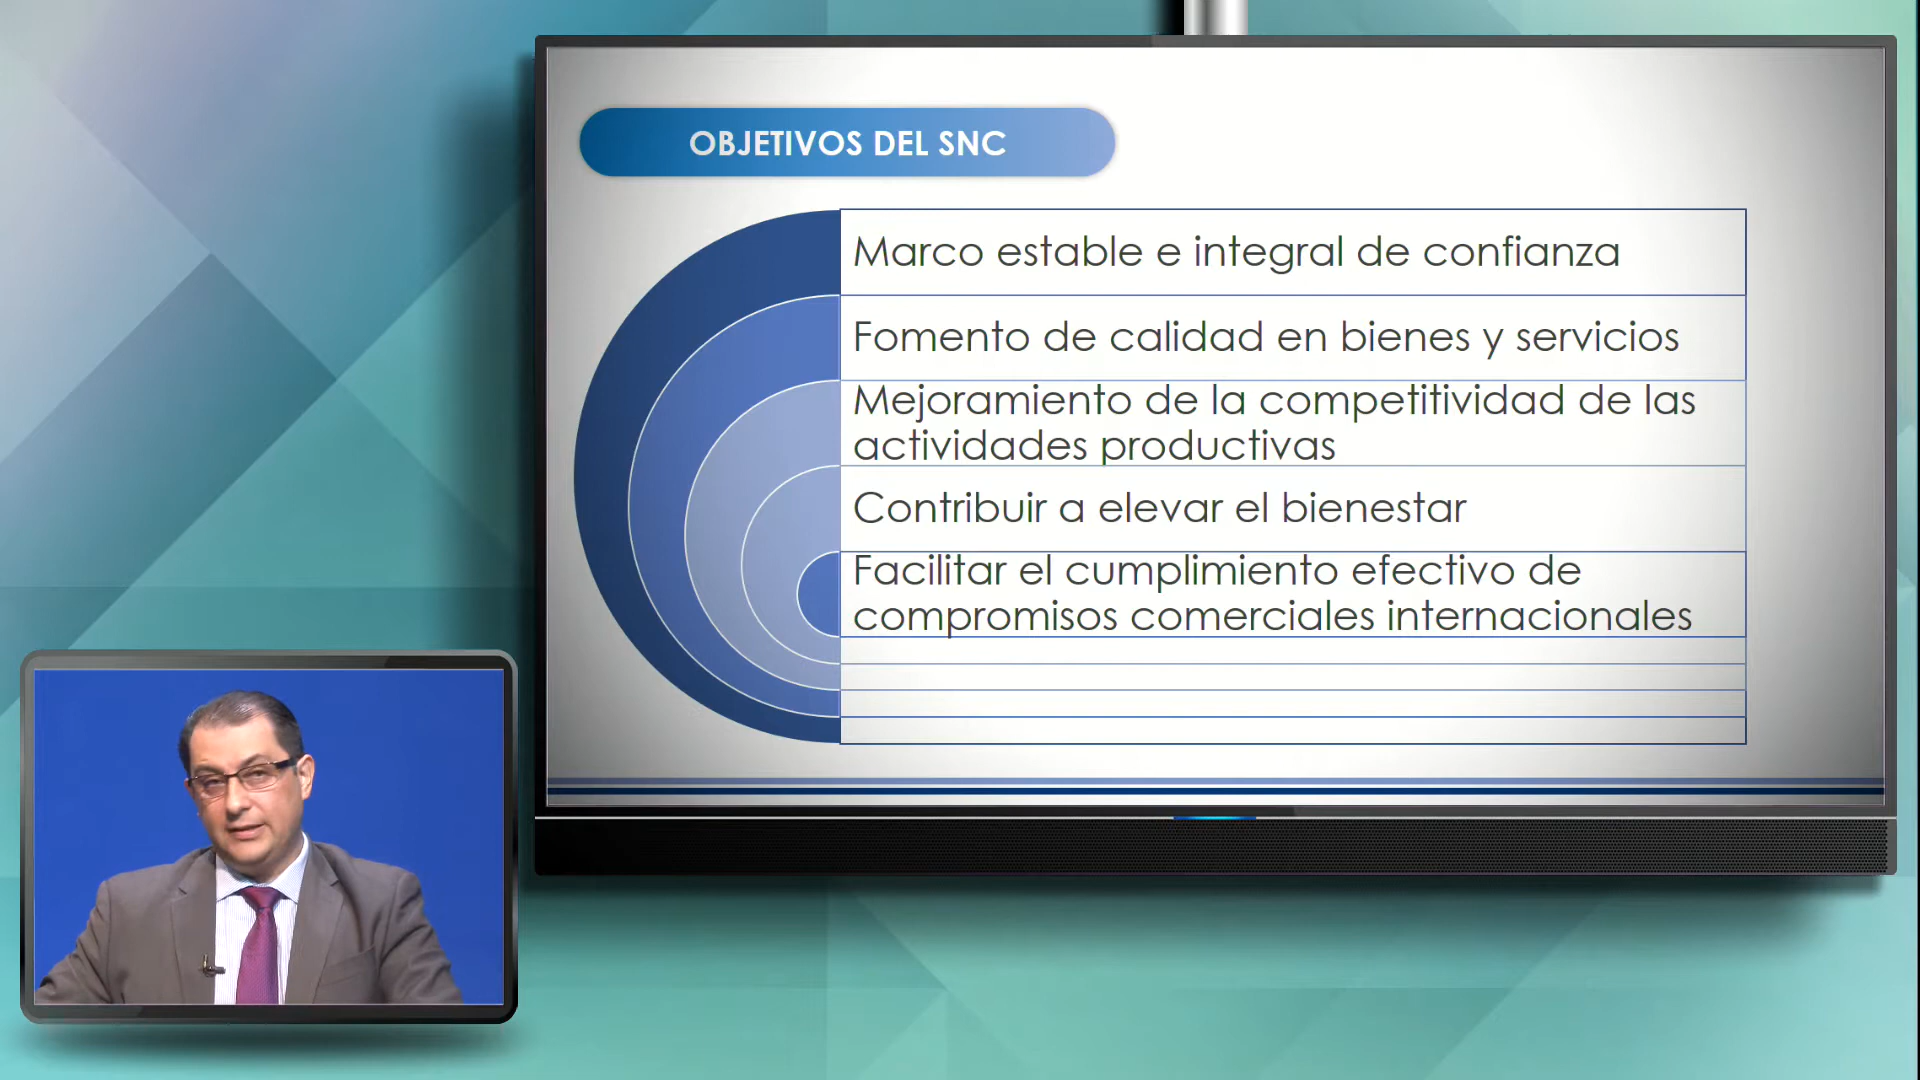 OBJETIVOS DEL SNC
Marco estable e integral de confianza
Fomento de calidad en bienes y servicios
Mejoramiento de la competitividad de las
actividades productivas
Contribuir a elevar el bienestar
Facilitar el cumplimiento efectivo de
compromisos comerciales internacionales